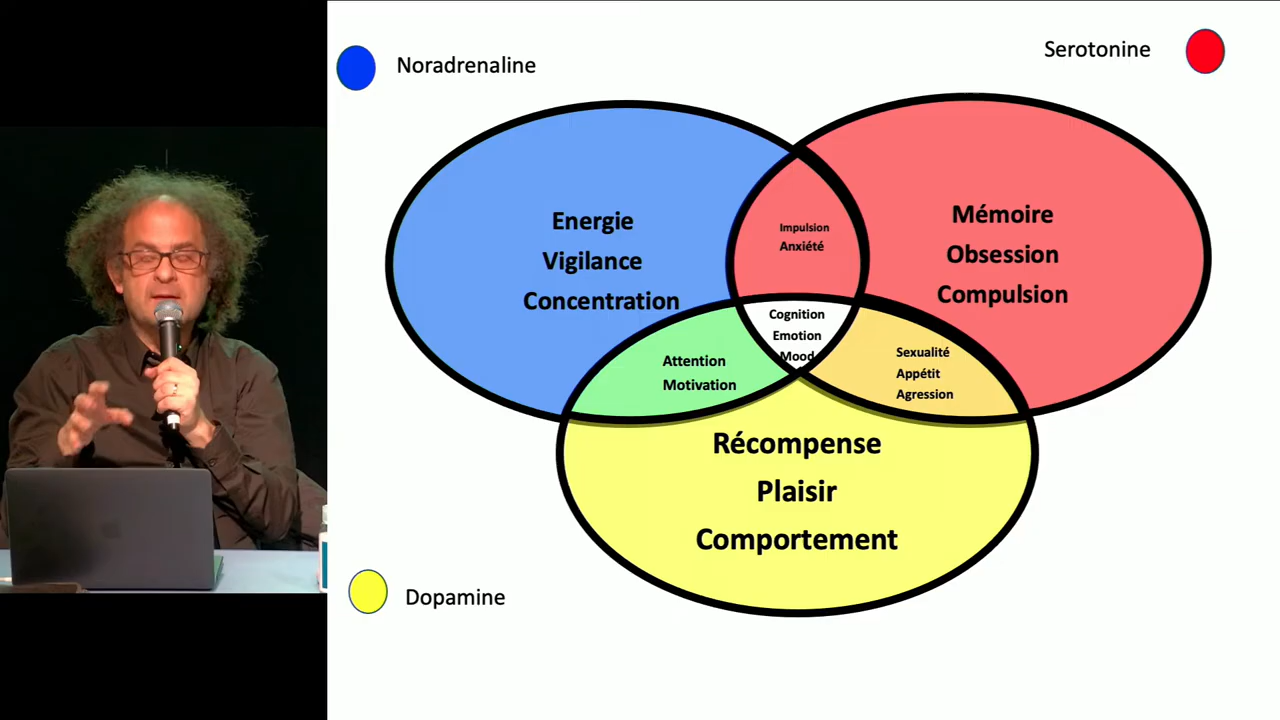 Noradrenaline
Serotonine
Energie
Vigilance
Concentration
Impulsion
Anxiété
Mémoire
Obsession
Compulsion
Cognition
Emotion
Mood
Attention
Motivation
Sexualité
Appétit
Agression
Récompense
Plaisir
Comportement
Dopamine